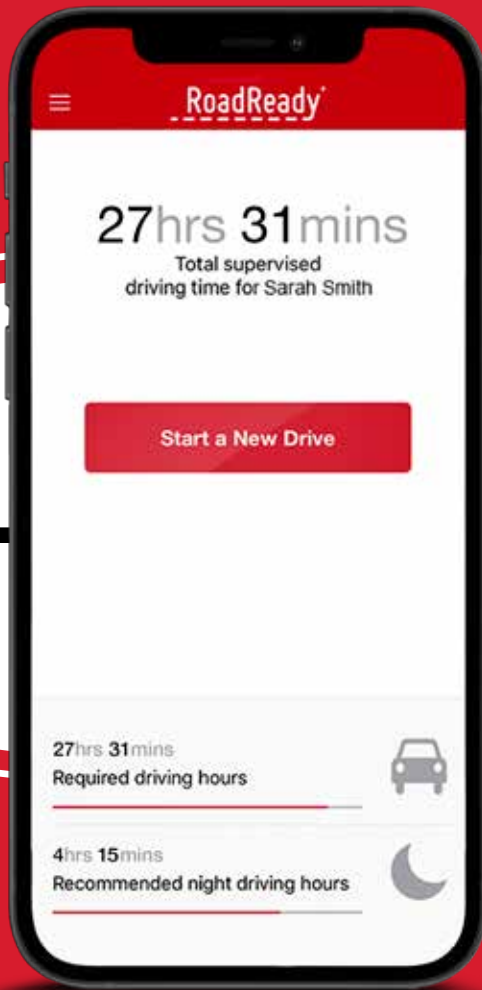 RoadReady®
27hrs 31mins
Total supervised
driving time for Sarah Smith
Start a New Drive
27hrs 31mins
Required driving hours
4hrs 15mins
Recommended night driving hours